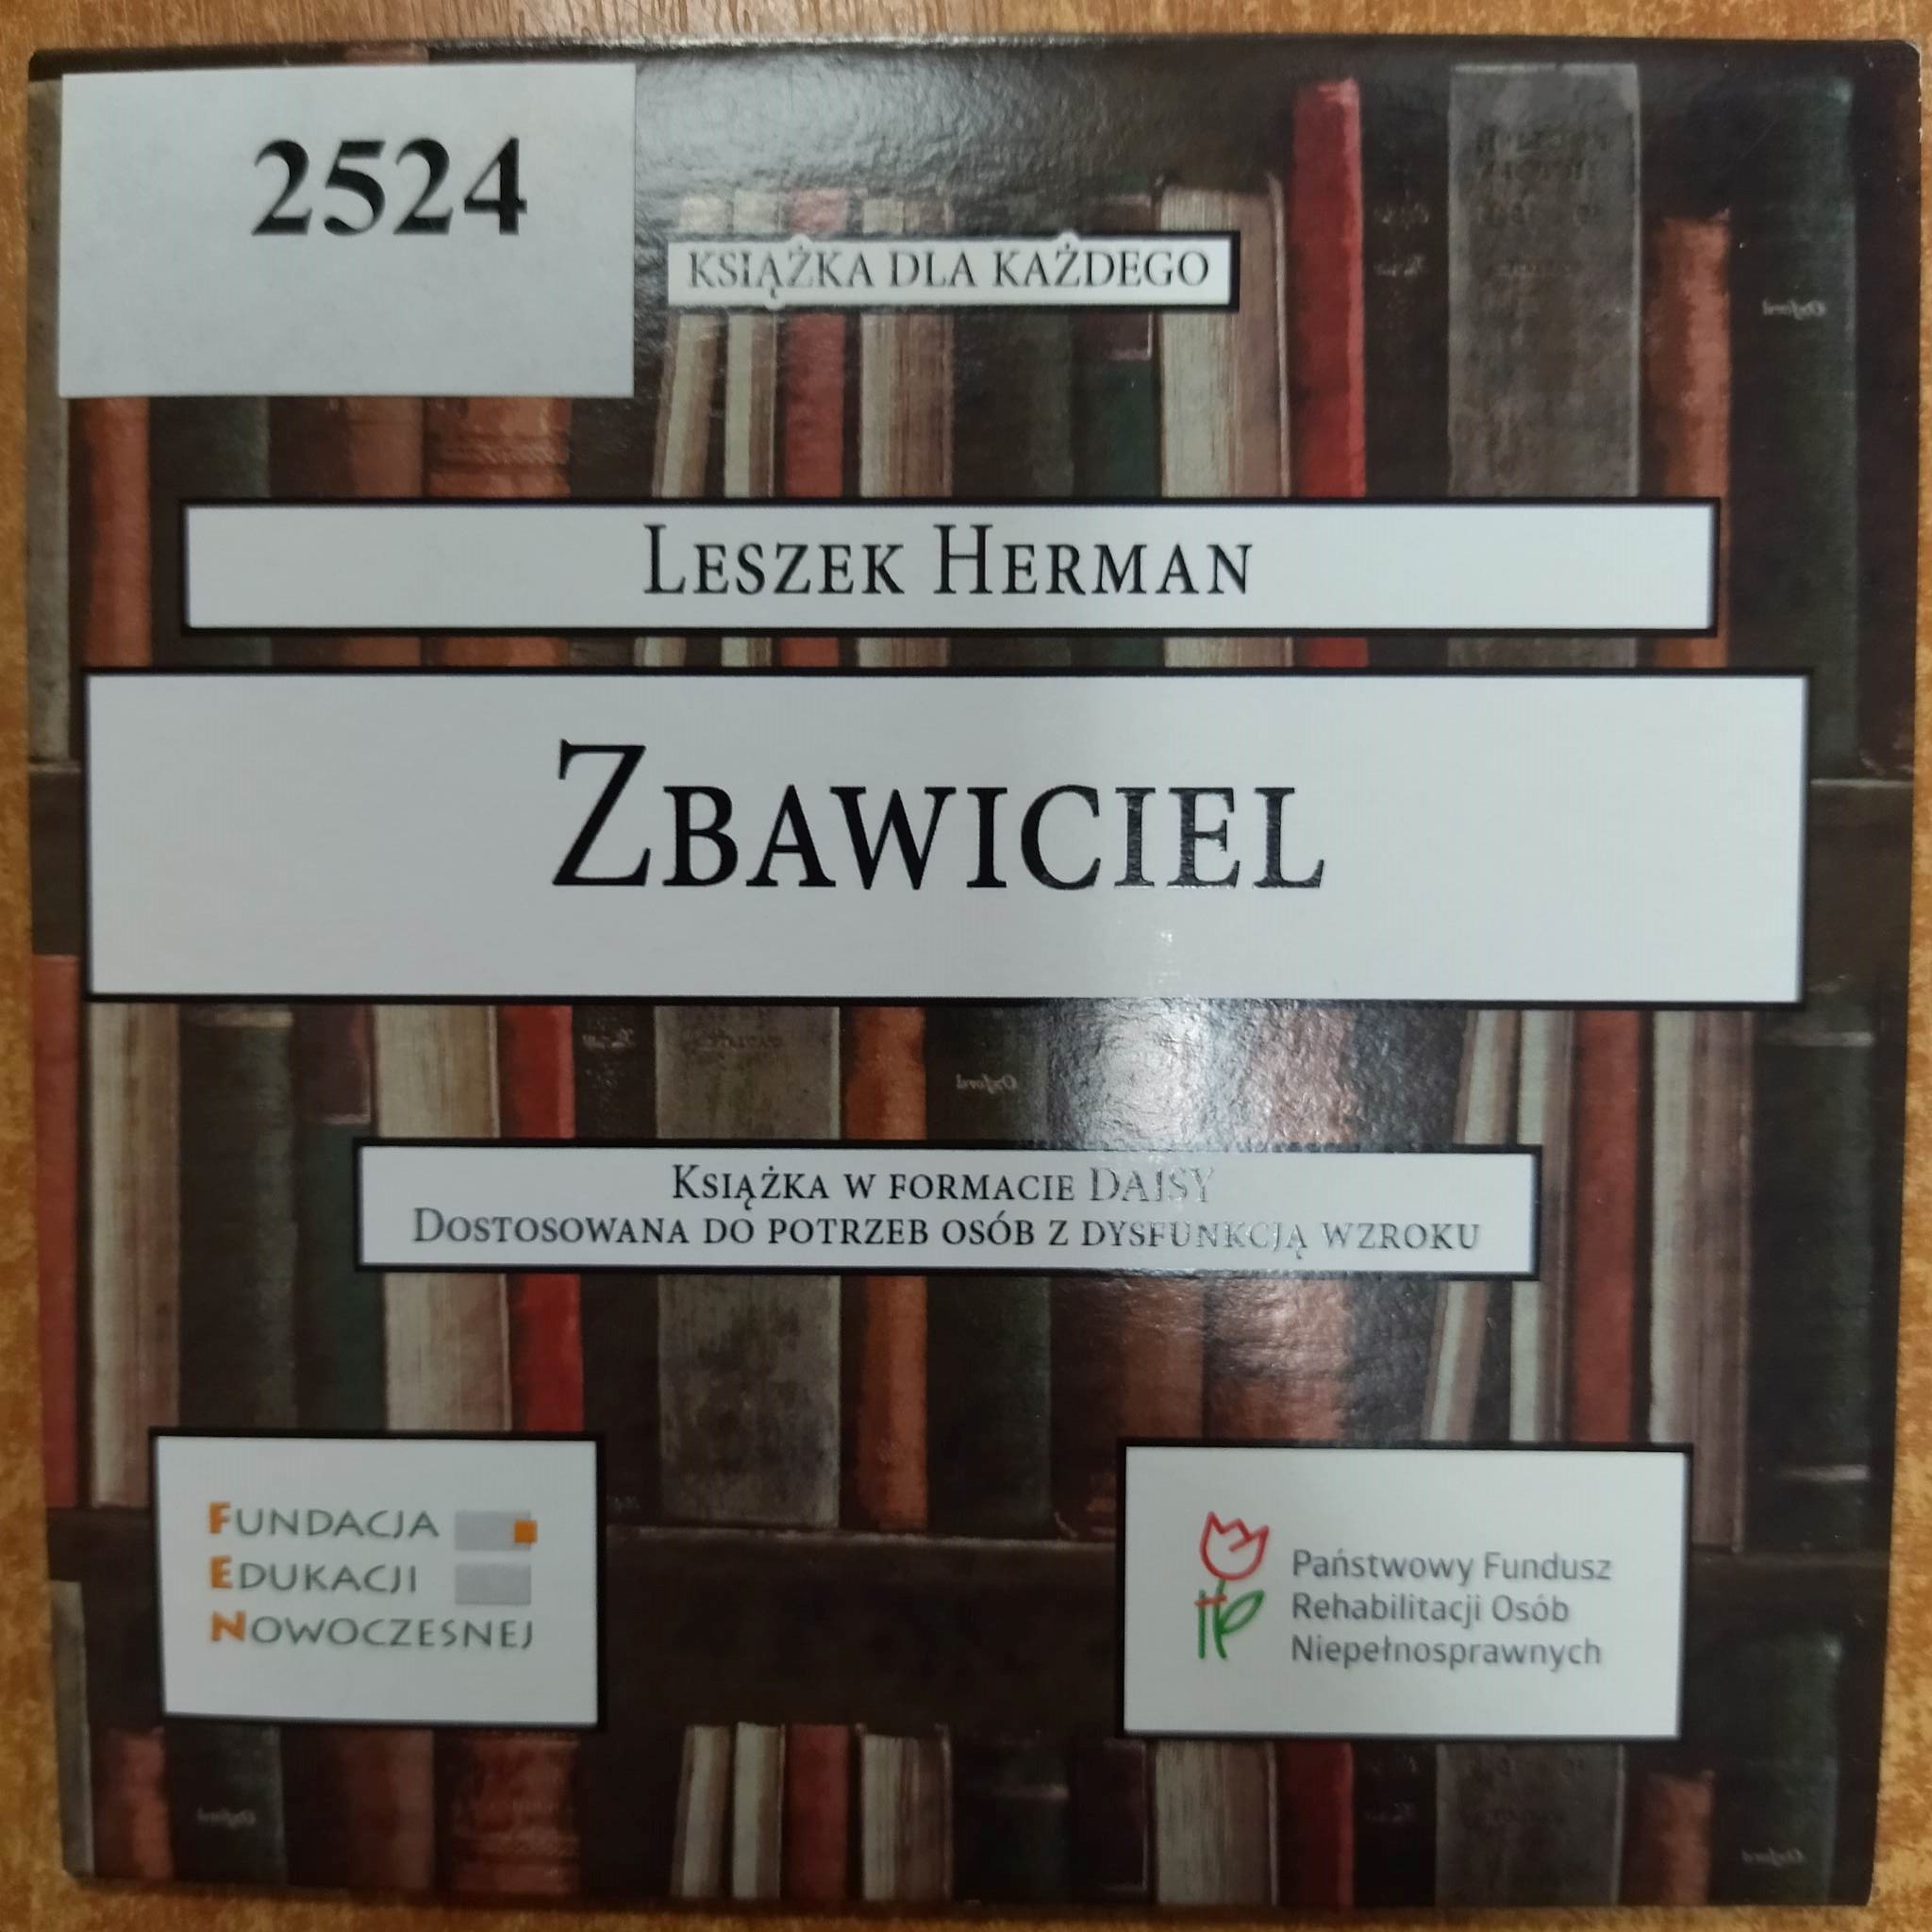 2524
KSIĄŻKA DLA KAŻDEGO
LESZEK HERMAN
ZBAWICIEL
KSIĄŻKA W FORMACIE DAISY
DOSTOSOWANA DO POTRZEB OSÓB Z DYSFUNKCJĄ WZROKU
FUNDACJA
EDUKACJI
NOWOCZESNEJ
Państwowy Fundusz
Rehabilitacji Osób
Niepełnosprawnych